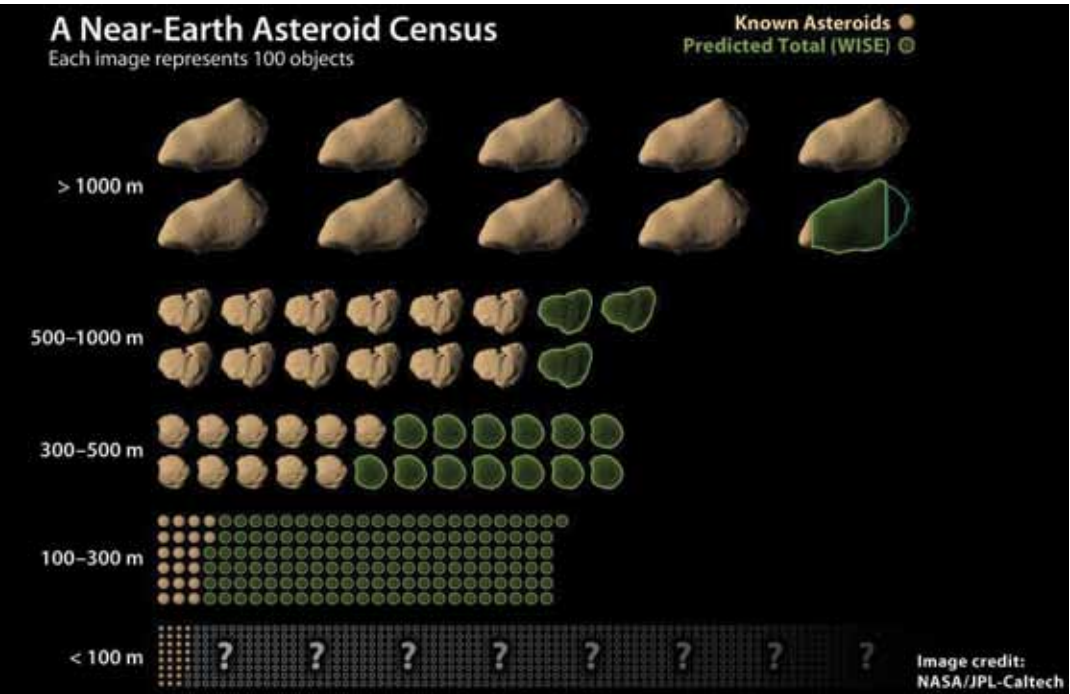 A Near-Earth Asteroid Census
Each image represents 100 objects
Known Asteroids
Predicted Total (WISE)
> 1000 m
500–1000 m
300–500 m
100–300 m
< 100 m
? ? ? ? ? ? ? ?
Image credit:
NASA/JPL-Caltech